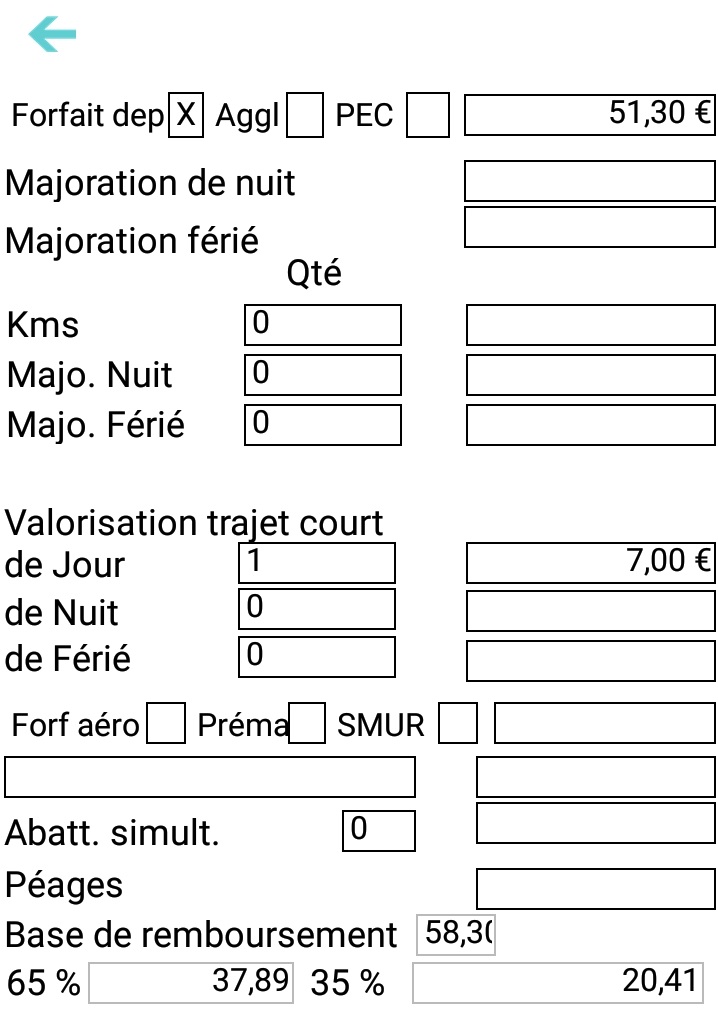 Forfait dep X Aggl PEC 51,30 €
Majoration de nuit
Majoration férié
Qté
Kms 0
Majo. Nuit 0
Majo. Férié 0
Valorisation trajet court
de Jour 1 7,00 €
de Nuit 0
de Férié 0
Forf aéro Préma SMUR
Abatt. simult. 0
Péages
Base de remboursement 58,30
65 % 37,89 35 % 20,41